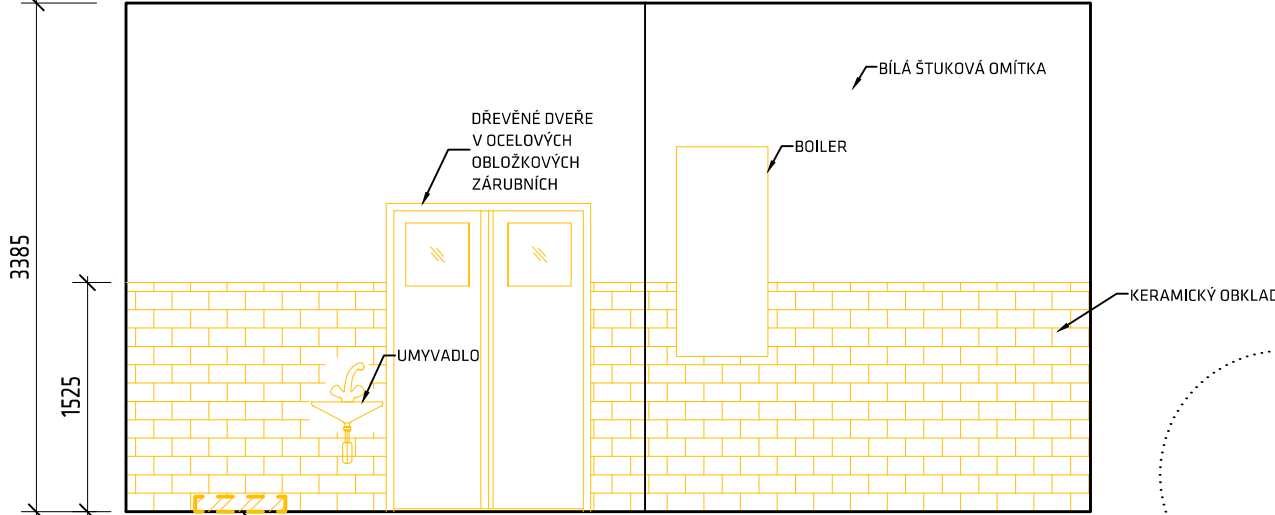 BÍLÁ ŠTUKOVÁ OMÍTKA
DŘEVĚNÉ DVEŘE
V OCELOVÝCH
OBLOŽKOVÝCH
ZÁRUBNÍCH
BOILER
3385
KERAMICKÝ OBKLAD
UMYVADLO
1525